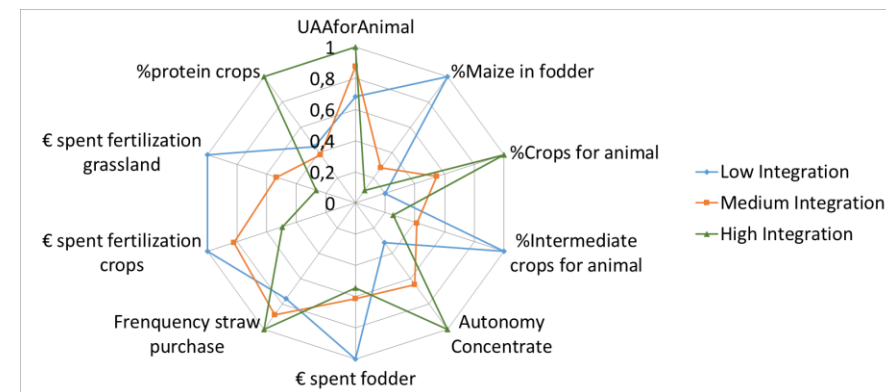 UAAforAnimal
%Maize in fodder
%Crops for animal
%Intermediate
crops for animal
Autonomy
Concentrate
€ spent fodder
Frenquency straw
purchase
€ spent fertilization
crops
€ spent fertilization
grassland
%protein crops
1
0,8
0,6
0,4
0,2
0
Low Integration
Medium Integration
High Integration